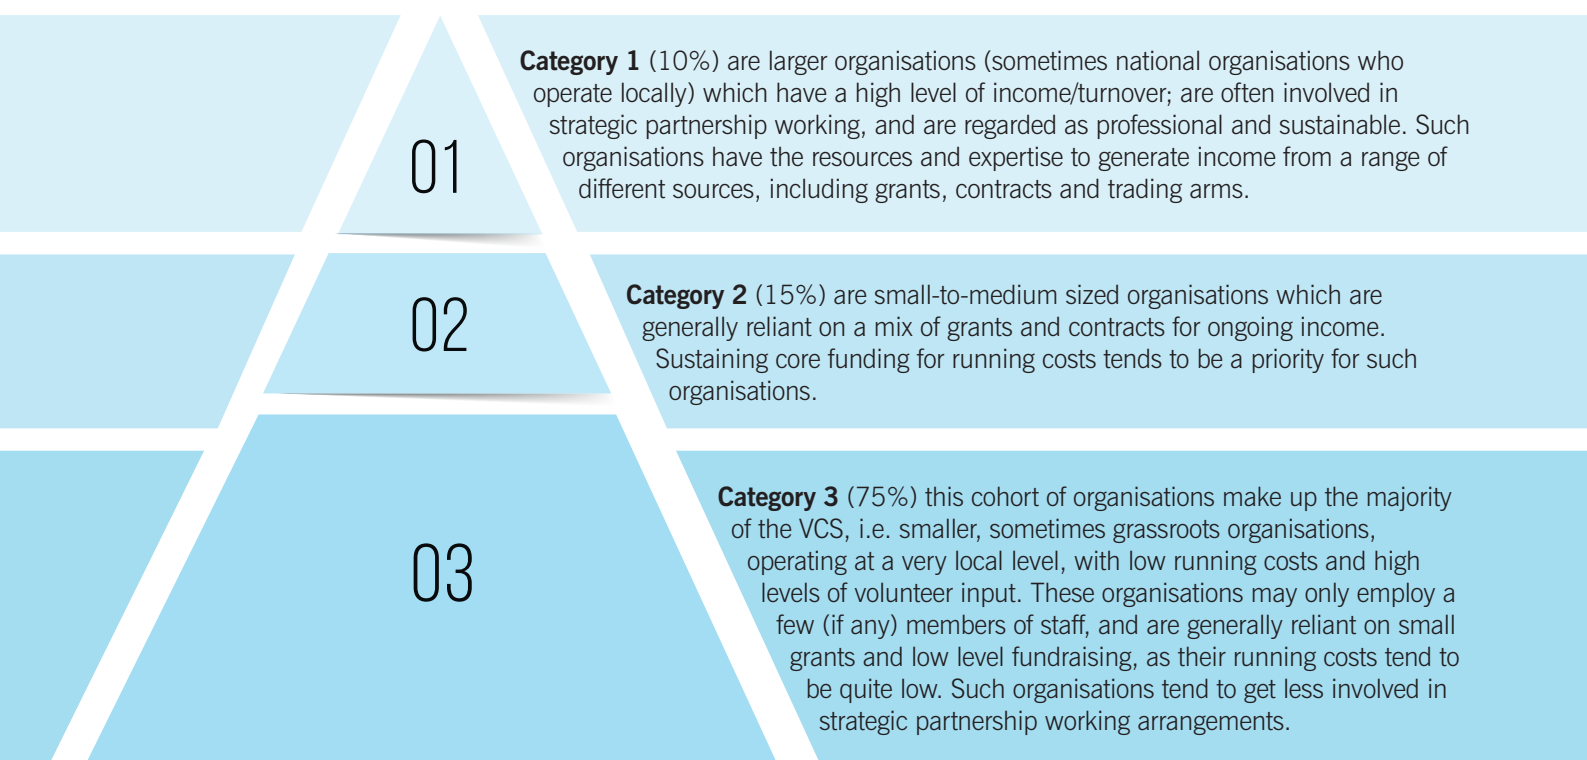 01
Category 1 (10%) are larger organisations (sometimes national organisations who
operate locally) which have a high level of income/turnover; are often involved in
strategic partnership working, and are regarded as professional and sustainable. Such
organisations have the resources and expertise to generate income from a range of
different sources, including grants, contracts and trading arms.
02
Category 2 (15%) are small-to-medium sized organisations which are
generally reliant on a mix of grants and contracts for ongoing income.
Sustaining core funding for running costs tends to be a priority for such
organisations.
03
Category 3 (75%) this cohort of organisations make up the majority
of the VCS, i.e. smaller, sometimes grassroots organisations,
operating at a very local level, with low running costs and high
levels of volunteer input. These organisations may only employ a
few (if any) members of staff, and are generally reliant on small
grants and low level fundraising, as their running costs tend to
be quite low. Such organisations tend to get less involved in
strategic partnership working arrangements.